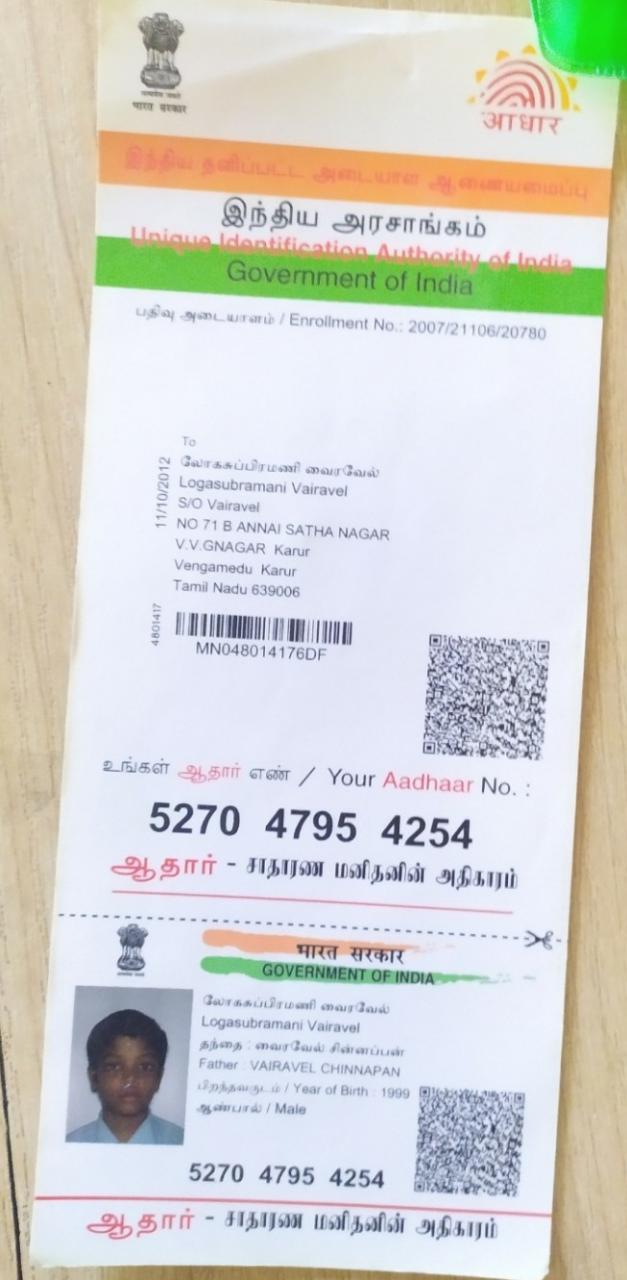 भारत सरकार
आधार
இந்திய தனிப்பட்ட அடையாள ஆணையமைப்பு
இந்திய அரசாங்கம்
Unique Identification Authority of India
Government of India
பதிவு அடையாளம் / Enrollment No.: 2007/21106/20780
To
லோகசுப்பிரமணி வைரவேல்
Logasubramani Vairavel
S/O Vairavel
NO 71 B ANNAI SATHA NAGAR
V.V.GNAGAR Karur
Vengamedu Karur
Tamil Nadu 639006
11/10/2012
4801417
MN048014176DF
உங்கள் ஆதார் எண் / Your Aadhaar No. :
5270 4795 4254
ஆதார் - சாதாரண மனிதனின் அதிகாரம்
भारत सरकार
GOVERNMENT OF INDIA
லோகசுப்பிரமணி வைரவேல்
Logasubramani Vairavel
தந்தை : வைரவேல் சின்னப்பன்
Father : VAIRAVEL CHINNAPAN
பிறந்தவருடம் / Year of Birth : 1999
ஆண்பால் / Male
5270 4795 4254
ஆதார் - சாதாரண மனிதனின் அதிகாரம்